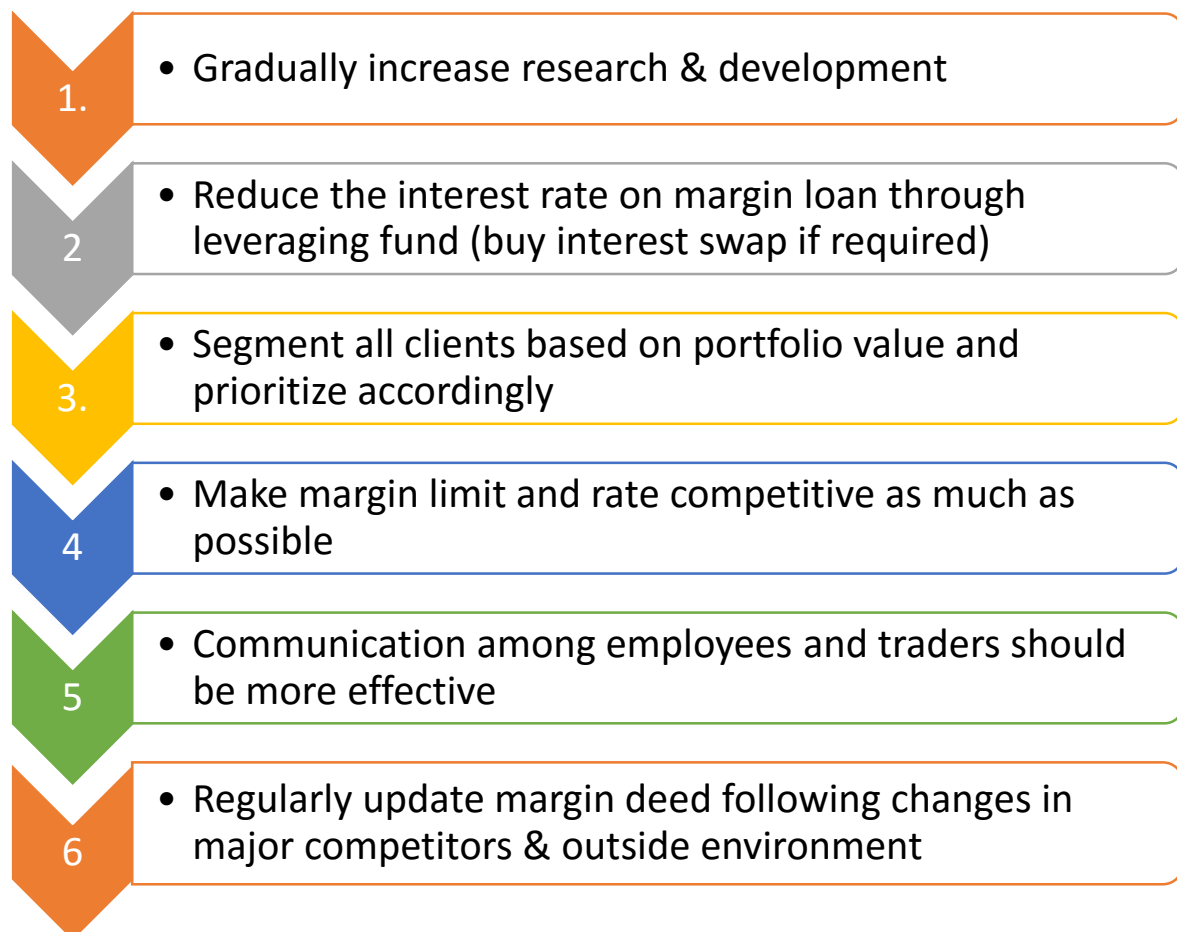 1.
• Gradually increase research & development
2
• Reduce the interest rate on margin loan through
leveraging fund (buy interest swap if required)
3.
• Segment all clients based on portfolio value and
prioritize accordingly
4
• Make margin limit and rate competitive as much as
possible
5
• Communication among employees and traders should
be more effective
6
• Regularly update margin deed following changes in
major competitors & outside environment